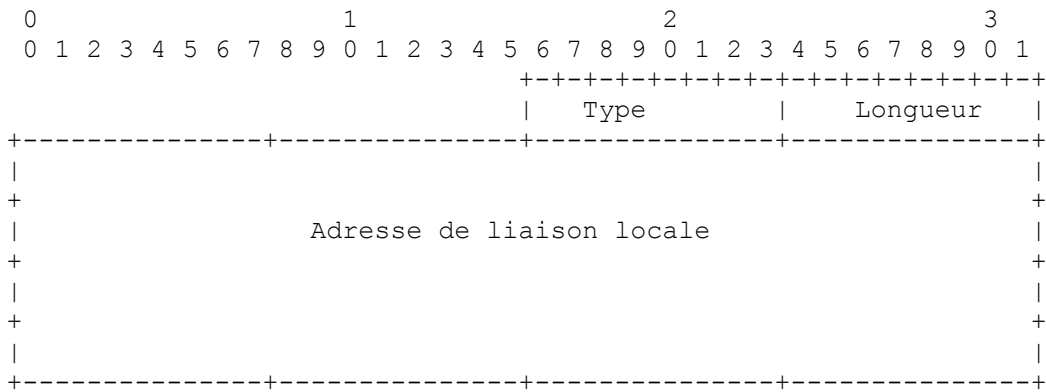 0                   1                   2                   3
 0 1 2 3 4 5 6 7 8 9 0 1 2 3 4 5 6 7 8 9 0 1 2 3 4 5 6 7 8 9 0 1
                                +-+-+-+-+-+-+-+-+-+-+-+-+-+-+-+-+
                                |   Type        |    Longueur   |
+---------------+---------------+---------------+---------------+
|                                                               |
+                                                               +
|                  Adresse de liaison locale                    |
+                                                               +
|                                                               |
+                                                               +
|                                                               |
+---------------+---------------+---------------+---------------+